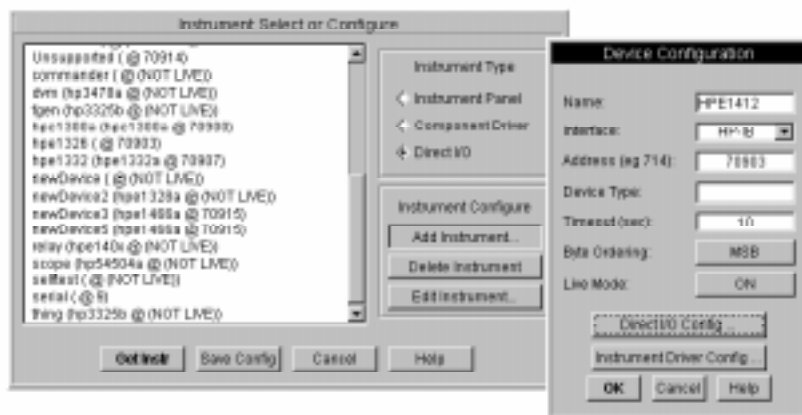 Instrument Select or Configure
Unsupported ( @ 70914)
commander ( @ (NOT LIVE))
dvm (hp3478a @ (NOT LIVE))
fgen (hp3325b @ (NOT LIVE))
hpe1300a (hpe1300a @ 70900)
hpe1326 ( @ 70903)
hpe1332 (hpe1332a @ 70907)
newDevice ( @ (NOT LIVE))
newDevice2 (hpe1328a @ (NOT LIVE))
newDevice3 (hpe1466a @ 70915)
newDevice5 (hpe1466a @ 70915)
relay (hpe140x @ (NOT LIVE))
scope (hp54504a @ (NOT LIVE))
selftest ( @ (NOT LIVE))
serial ( @ 9)
thing (hp3325b @ (NOT LIVE))
Instrument Type
Instrument Panel
Component Driver
Direct I/O
Instrument Configure
Add Instrument...
Delete Instrument
Edit Instrument...
Get Instr
Save Config
Cancel
Help
Device Configuration
Name: HPE1412
Interface: HP-IB
Address (eg 714): 70903
Device Type:
Timeout (sec): 10
Byte Ordering: MSB
Live Mode: ON
Direct I/O Config ...
Instrument Driver Config ...
OK Cancel Help